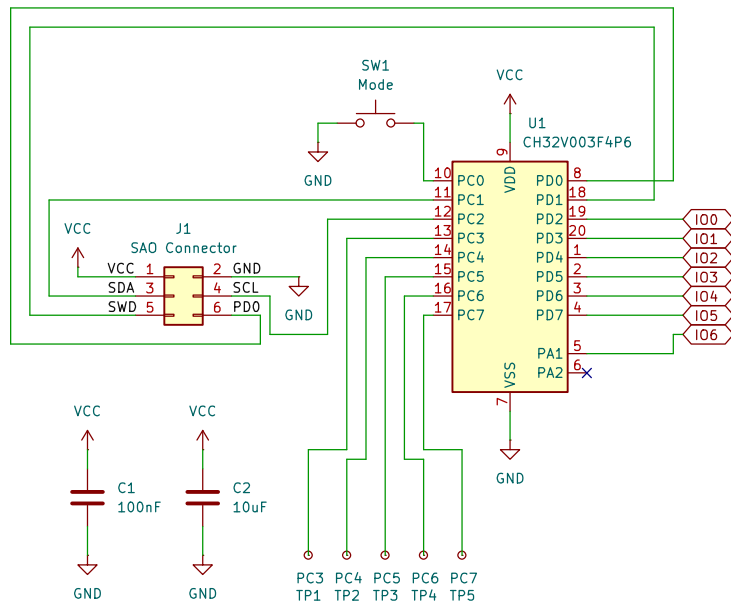 SW1
Mode
VCC
GND
U1
CH32V003F4P6
9
VDD
10 PC0
11 PC1
12 PC2
13 PC3
14 PC4
15 PC5
16 PC6
17 PC7
PD0 8
PD1 18
PD2 19
PD3 20
PD4 1
PD5 2
PD6 3
PD7 4
PA1 5
PA2 6
VSS
7
GND
IO0
IO1
IO2
IO3
IO4
IO5
IO6
VCC
J1
SAO Connector
VCC 1 2 GND
SDA 3 4 SCL
SWD 5 6 PD0
GND
VCC
C1
100nF
GND
VCC
C2
10uF
GND
PC3 PC4 PC5 PC6 PC7
TP1 TP2 TP3 TP4 TP5